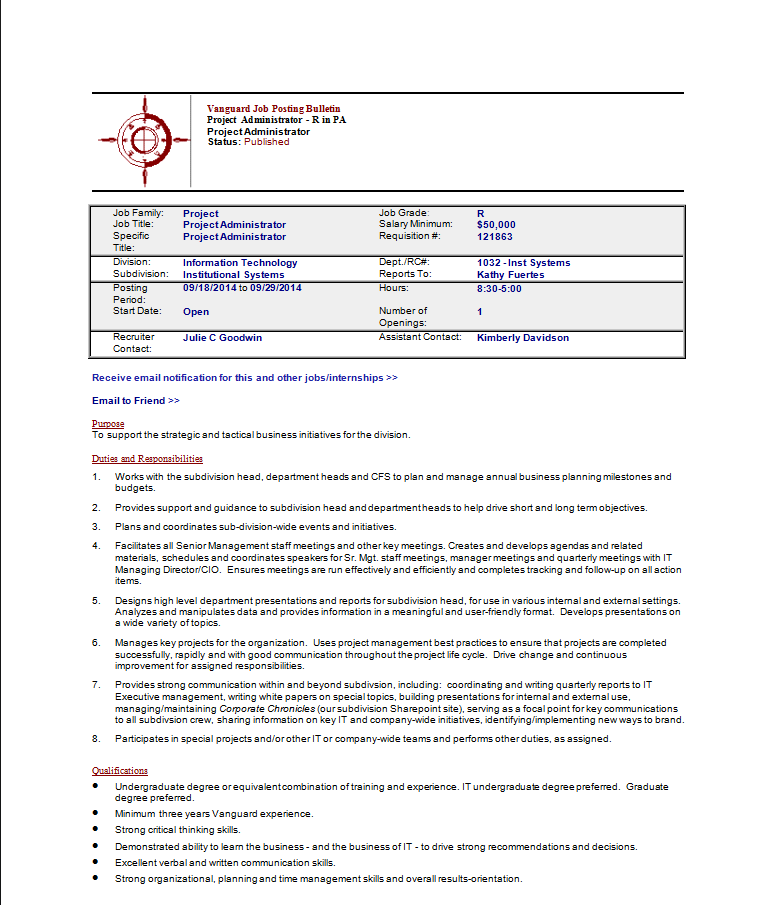 Vanguard Job Posting Bulletin
Project Administrator - R in PA
Project Administrator
Status: Published
Job Family: Project Job Grade: R
Job Title: Project Administrator Salary Minimum: $50,000
Specific Title: Project Administrator Requisition #: 121863
Division: Information Technology Dept./RC#: 1032 - Inst Systems
Subdivision: Institutional Systems Reports To: Kathy Fuertes
Posting Period: 09/18/2014 to 09/29/2014 Hours: 8:30-5:00
Start Date: Open Number of Openings: 1
Recruiter Contact: Julie C Goodwin Assistant Contact: Kimberly Davidson
Receive email notification for this and other jobs/internships >>
Email to Friend >>
Purpose
To support the strategic and tactical business initiatives for the division.
Duties and Responsibilities
1. Works with the subdivision head, department heads and CFS to plan and manage annual business planning milestones and
budgets.
2. Provides support and guidance to subdivision head and department heads to help drive short and long term objectives.
3. Plans and coordinates sub-division-wide events and initiatives.
4. Facilitates all Senior Management staff meetings and other key meetings. Creates and develops agendas and related
materials, schedules and coordinates speakers for Sr. Mgt. staff meetings, manager meetings and quarterly meetings with IT
Managing Director/CIO. Ensures meetings are run effectively and efficiently and completes tracking and follow-up on all action
items.
5. Designs high level department presentations and reports for subdivision head, for use in various internal and external settings.
Analyzes and manipulates data and provides information in a meaningful and user-friendly format. Develops presentations on
a wide variety of topics.
6. Manages key projects for the organization. Uses project management best practices to ensure that projects are completed
successfully, rapidly and with good communication throughout the project life cycle. Drive change and continuous
improvement for assigned responsibilities.
7. Provides strong communication within and beyond subdivsion, including: coordinating and writing quarterly reports to IT
Executive management, writing white papers on special topics, building presentations for internal and external use,
managing/maintaining Corporate Chronicles (our subdivision Sharepoint site), serving as a focal point for key communications
to all subdivsion crew, sharing information on key IT and company-wide initiatives, identifying/implementing new ways to brand.
8. Participates in special projects and/or other IT or company-wide teams and performs other duties, as assigned.
Qualifications
• Undergraduate degree or equivalent combination of training and experience. IT undergraduate degree preferred. Graduate
degree preferred.
• Minimum three years Vanguard experience.
• Strong critical thinking skills.
• Demonstrated ability to learn the business - and the business of IT - to drive strong recommendations and decisions.
• Excellent verbal and written communication skills.
• Strong organizational, planning and time management skills and overall results-orientation.